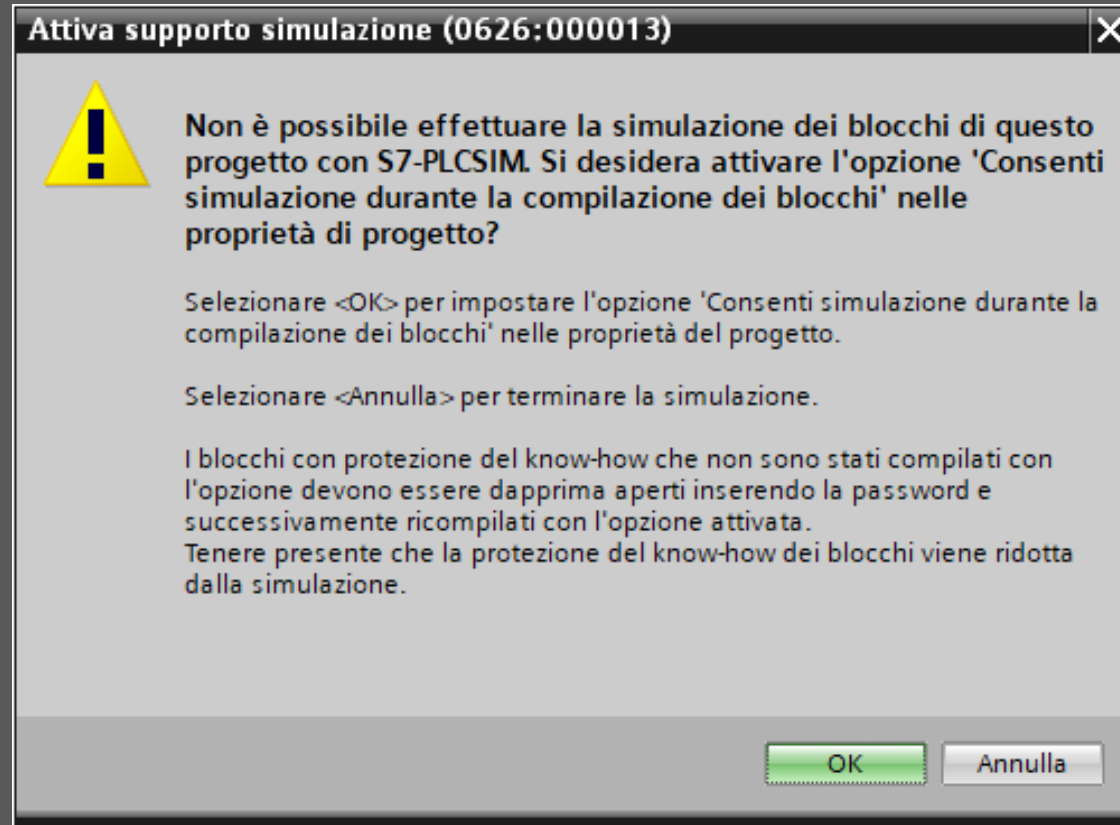 Attiva supporto simulazione (0626:000013)
Non è possibile effettuare la simulazione dei blocchi di questo
progetto con S7-PLCSIM. Si desidera attivare l'opzione 'Consenti
simulazione durante la compilazione dei blocchi' nelle
proprietà di progetto?
Selezionare <OK> per impostare l'opzione 'Consenti simulazione durante la
compilazione dei blocchi' nelle proprietà del progetto.
Selezionare <Annulla> per terminare la simulazione.
I blocchi con protezione del know-how che non sono stati compilati con
l'opzione devono essere dapprima aperti inserendo la password e
successivamente ricompilati con l'opzione attivata.
Tenere presente che la protezione del know-how dei blocchi viene ridotta
dalla simulazione.
OK
Annulla